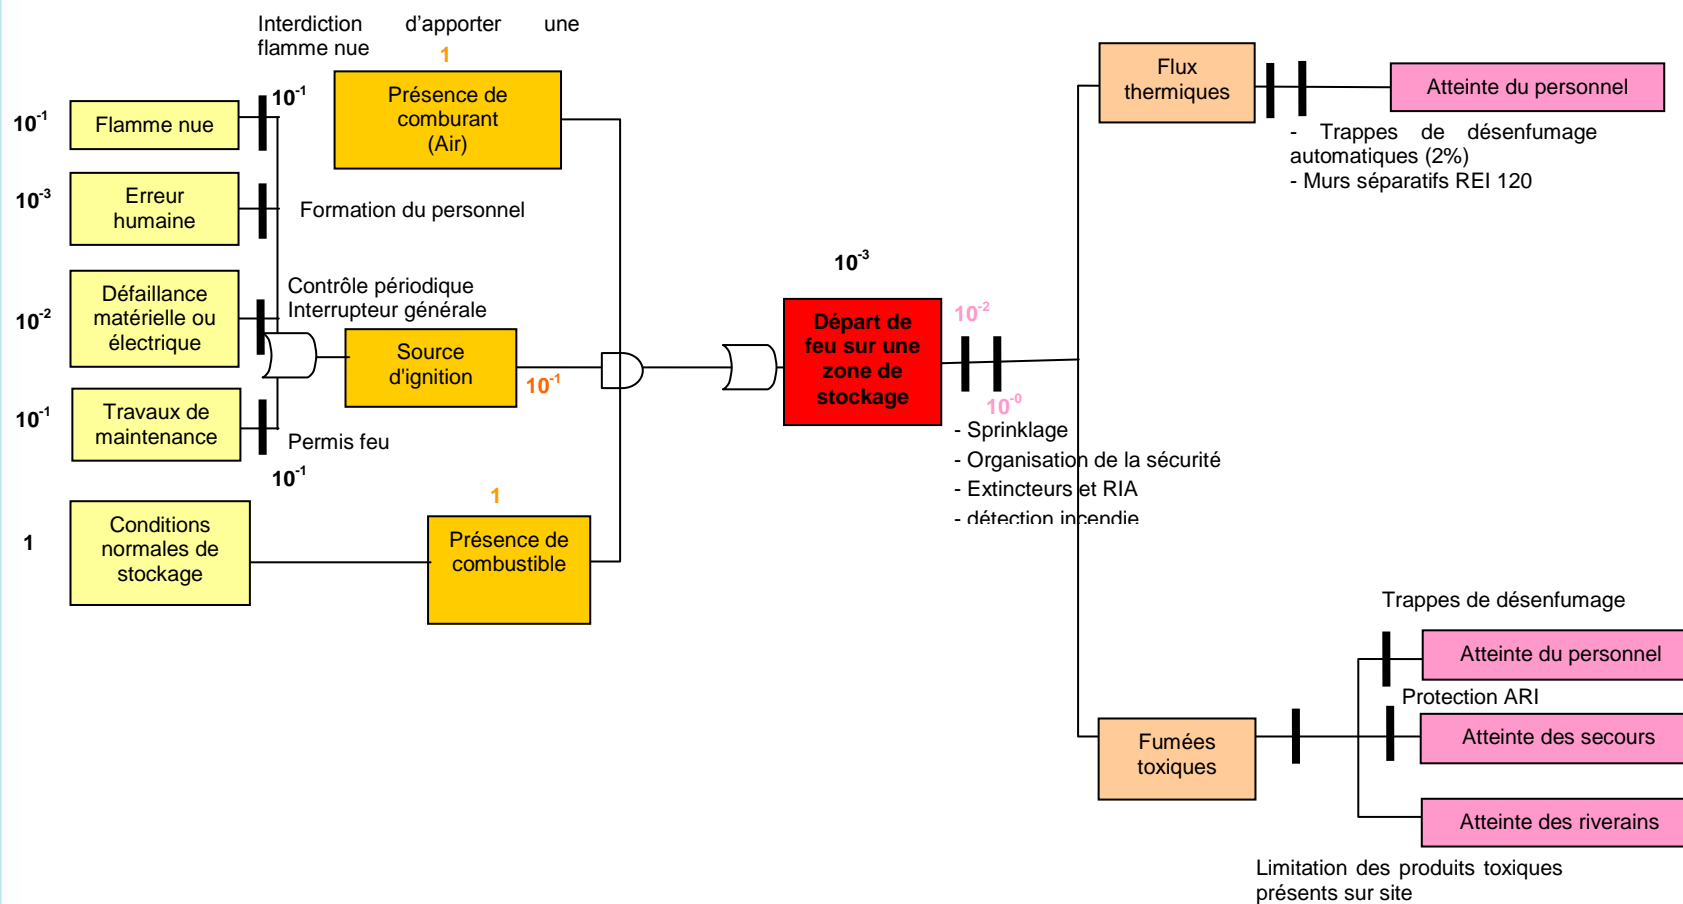 Interdiction d'apporter une
flamme nue
1
10-1
Flamme nue
10-1
Présence de
comburant
(Air)
10-3
Erreur
humaine
Formation du personnel
10-2
Défaillance
matérielle ou
électrique
Contrôle périodique
Interrupteur générale
Source
d'ignition
10-1
10-1
Travaux de
maintenance
Permis feu
10-1
1
Conditions
normales de
stockage
1
Présence de
combustible
10-3
Départ de
feu sur une
zone de
stockage
10-2
10-0
- Sprinklage
- Organisation de la sécurité
- Extincteurs et RIA
- détection incendie
Flux
thermiques
Atteinte du personnel
- Trappes de désenfumage
automatiques (2%)
- Murs séparatifs REI 120
Fumées
toxiques
Trappes de désenfumage
Atteinte du personnel
Protection ARI
Atteinte des secours
Atteinte des riverains
Limitation des produits toxiques
présents sur site